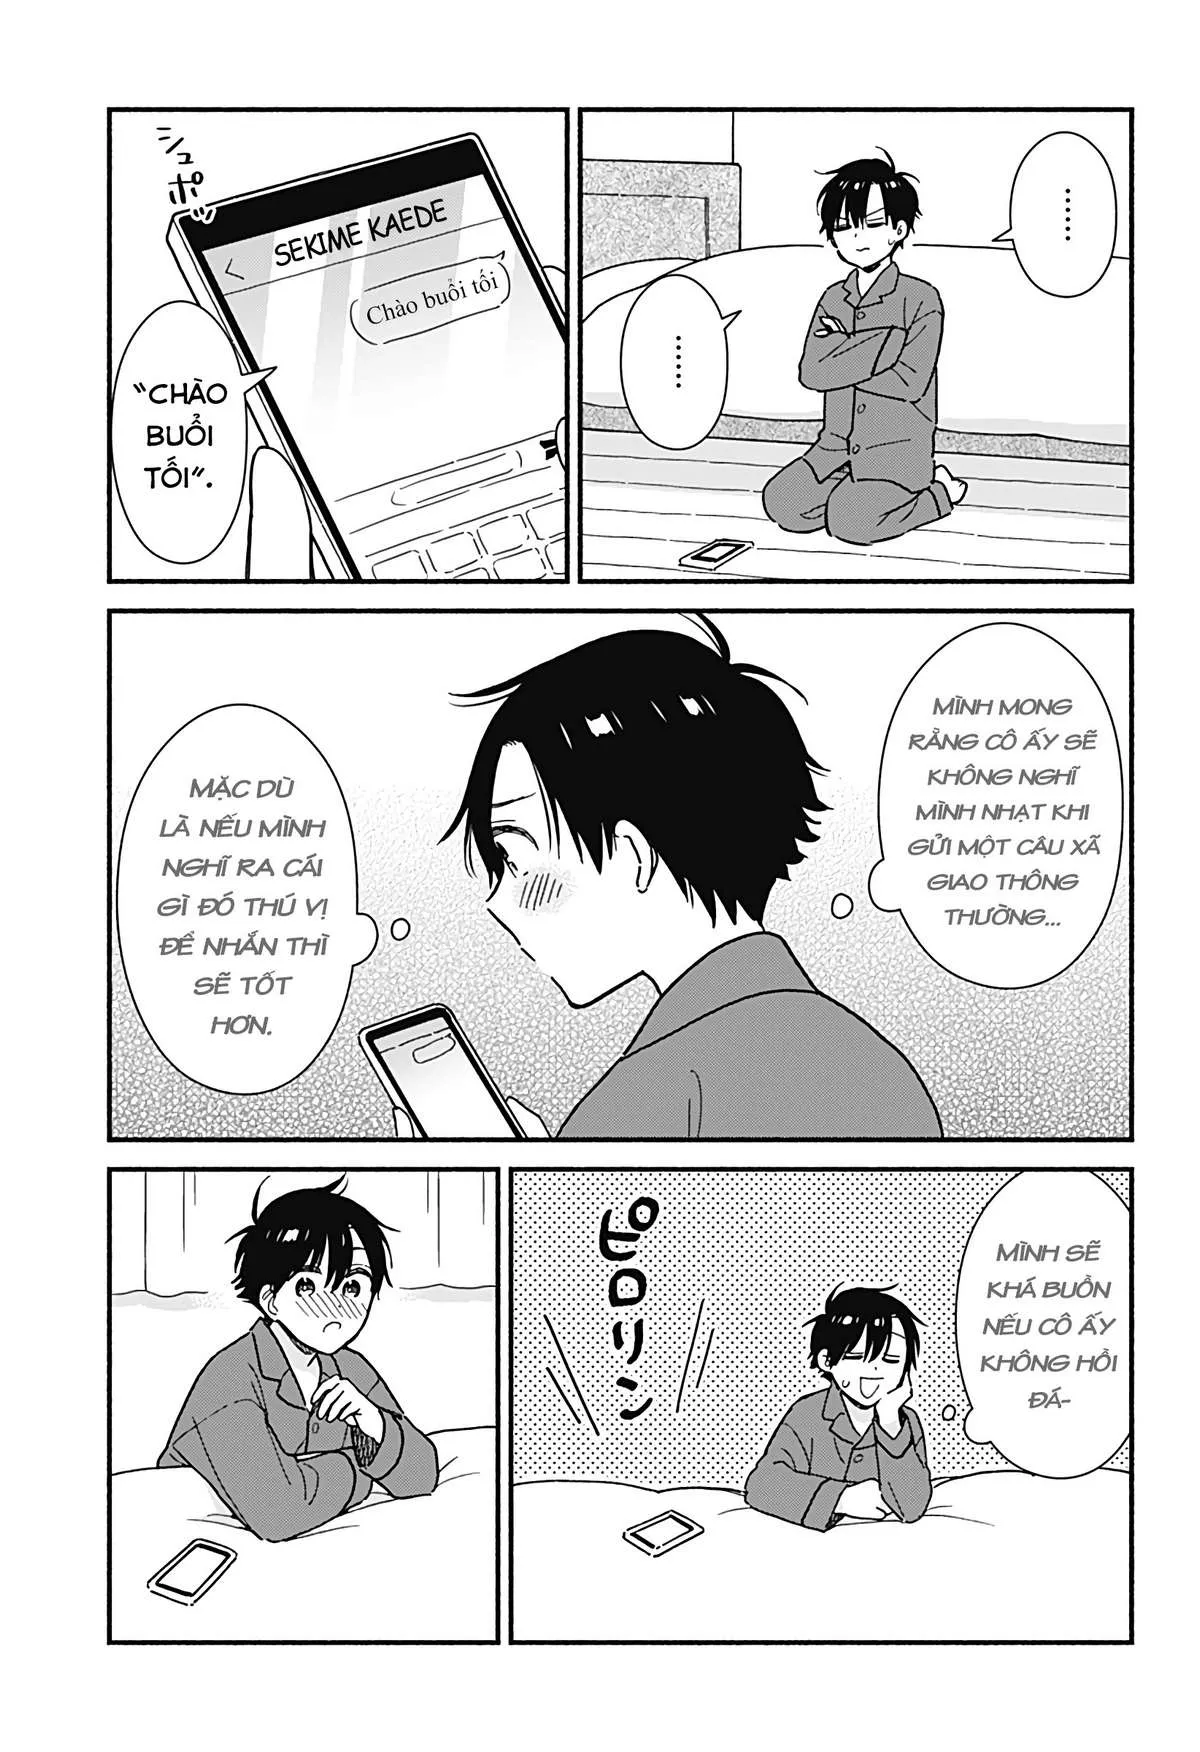 ……
……
シュポッ
SEKIME KAEDE
Chào buổi tối
“CHÀO
BUỔI
TỐI”.
MÌNH MONG
RẰNG CÔ ẤY SẼ
KHÔNG NGHĨ
MÌNH NHẠT KHI
GỬI MỘT CÂU XÃ
GIAO THÔNG
THƯỜNG...
MẶC DÙ
LÀ NẾU MÌNH
NGHĨ RA CÁI
GÌ ĐÓ THÚ VỊ
ĐỂ NHẮN THÌ
SẼ TỐT
HƠN.
MÌNH SẼ
KHÁ BUỒN
NẾU CÔ ẤY
KHÔNG HỒI
ĐÁ-
ピロリン